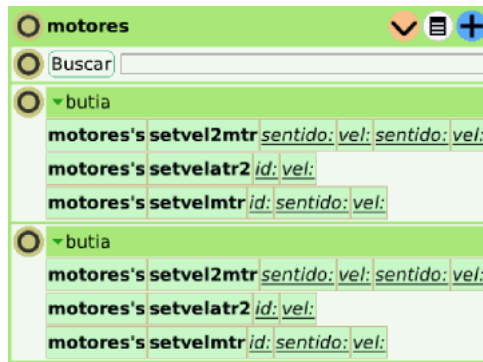 motores
Buscar
butia
motores's setvel2mtr sentido: vel: sentido: vel:
motores's setvelatr2 id: vel:
motores's setvelmtr id: sentido: vel:
butia
motores's setvel2mtr sentido: vel: sentido: vel:
motores's setvelatr2 id: vel:
motores's setvelmtr id: sentido: vel: